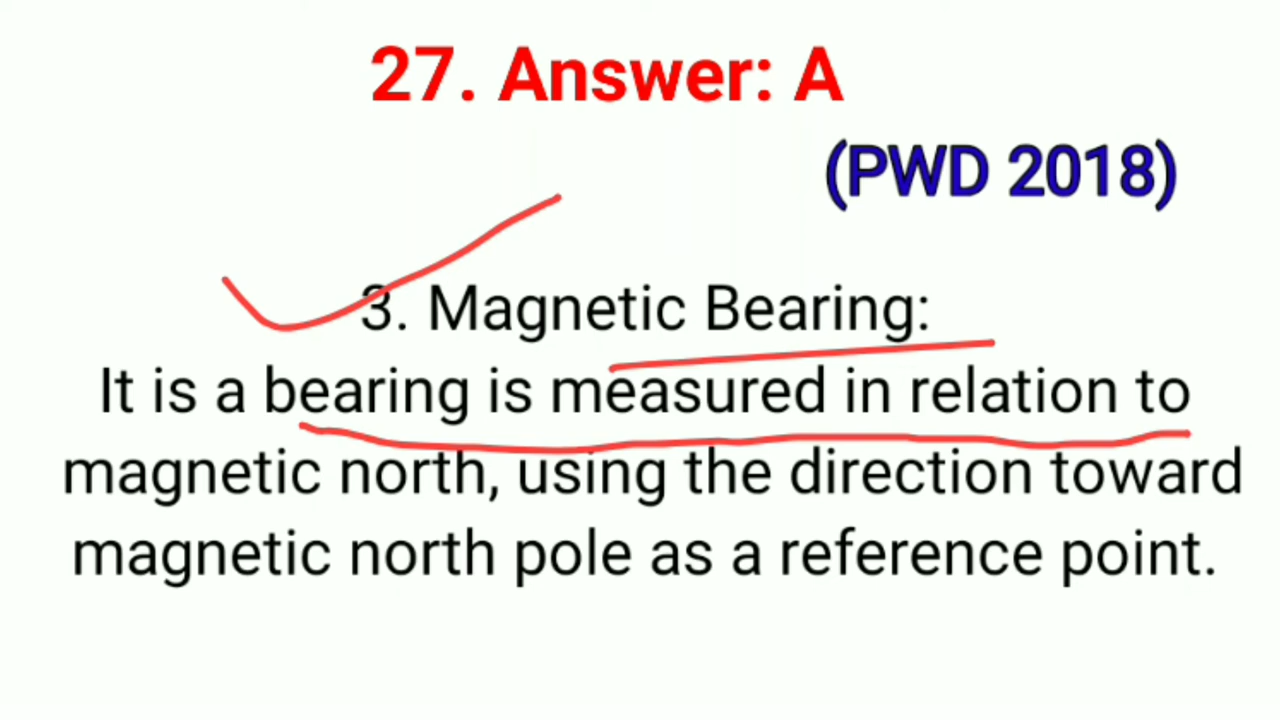 27. Answer: A
(PWD 2018)
3. Magnetic Bearing:
It is a bearing is measured in relation to
magnetic north, using the direction toward
magnetic north pole as a reference point.